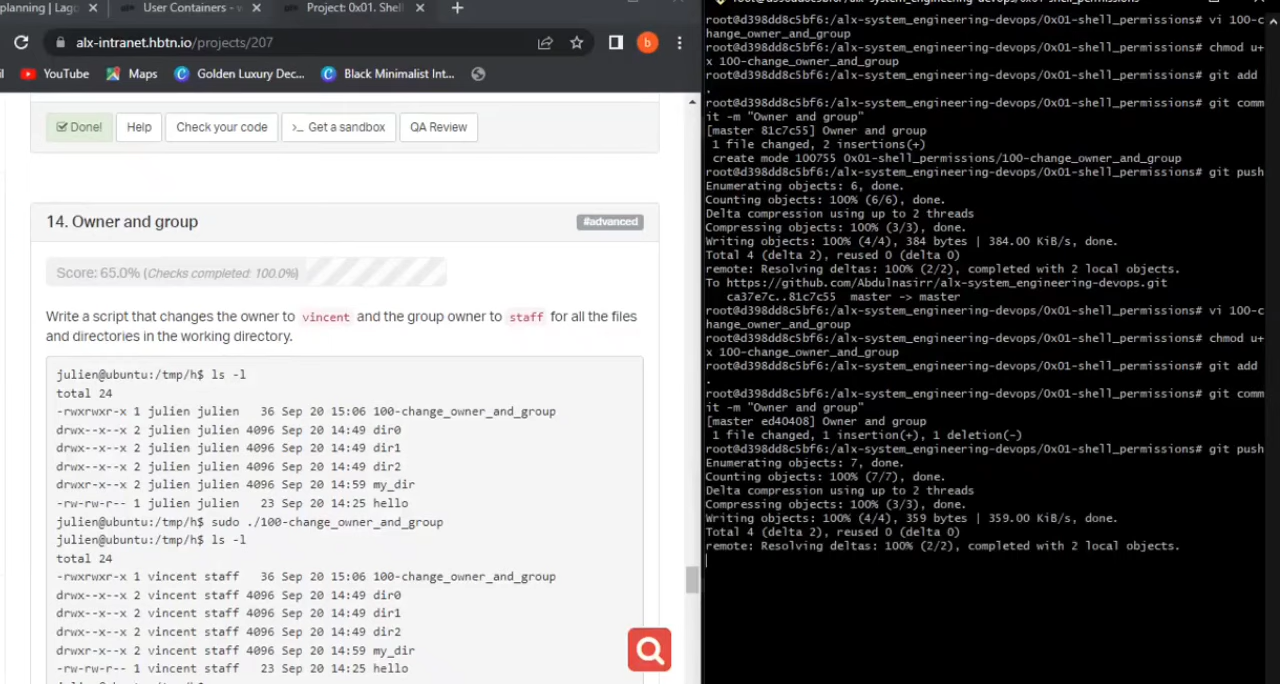 planning | Lago
User Containers -
Project: 0x01. Shell
alx-intranet.hbtn.io/projects/207
b
YouTube
Maps
Golden Luxury Dec...
Black Minimalist Int...
Done!
Help
Check your code
>_ Get a sandbox
QA Review
14. Owner and group
#advanced
Score: 65.0% (Checks completed: 100.0%)
Write a script that changes the owner to vincent and the group owner to staff for all the files
and directories in the working directory.
julien@ubuntu:/tmp/h$ ls -l
total 24
-rwxrwxr-x 1 julien julien   36 Sep 20 15:06 100-change_owner_and_group
drwx--x--x 2 julien julien 4096 Sep 20 14:49 dir0
drwx--x--x 2 julien julien 4096 Sep 20 14:49 dir1
drwx--x--x 2 julien julien 4096 Sep 20 14:49 dir2
drwxr-x--x 2 julien julien 4096 Sep 20 14:59 my_dir
-rw-rw-r-- 1 julien julien   23 Sep 20 14:25 hello
julien@ubuntu:/tmp/h$ sudo ./100-change_owner_and_group
julien@ubuntu:/tmp/h$ ls -l
total 24
-rwxrwxr-x 1 vincent staff   36 Sep 20 15:06 100-change_owner_and_group
drwx--x--x 2 vincent staff 4096 Sep 20 14:49 dir0
drwx--x--x 2 vincent staff 4096 Sep 20 14:49 dir1
drwx--x--x 2 vincent staff 4096 Sep 20 14:49 dir2
drwxr-x--x 2 vincent staff 4096 Sep 20 14:59 my_dir
-rw-rw-r-- 1 vincent staff   23 Sep 20 14:25 hello
root@d398dd8c5bf6:/alx-system_engineering-devops/0x01-shell_permissions
root@d398dd8c5bf6:/alx-system_engineering-devops/0x01-shell_permissions# vi 100-c
hange_owner_and_group
root@d398dd8c5bf6:/alx-system_engineering-devops/0x01-shell_permissions# chmod u+
x 100-change_owner_and_group
root@d398dd8c5bf6:/alx-system_engineering-devops/0x01-shell_permissions# git add
.
root@d398dd8c5bf6:/alx-system_engineering-devops/0x01-shell_permissions# git comm
it -m "Owner and group"
[master 81c7c55] Owner and group
1 file changed, 2 insertions(+)
create mode 100755 0x01-shell_permissions/100-change_owner_and_group
root@d398dd8c5bf6:/alx-system_engineering-devops/0x01-shell_permissions# git push
Enumerating objects: 6, done.
Counting objects: 100% (6/6), done.
Delta compression using up to 2 threads
Compressing objects: 100% (3/3), done.
Writing objects: 100% (4/4), 384 bytes | 384.00 KiB/s, done.
Total 4 (delta 2), reused 0 (delta 0)
remote: Resolving deltas: 100% (2/2), completed with 2 local objects.
To https://github.com/Abdulnasirr/alx-system_engineering-devops.git
ca37e7c..81c7c55  master -> master
root@d398dd8c5bf6:/alx-system_engineering-devops/0x01-shell_permissions# vi 100-c
hange_owner_and_group
root@d398dd8c5bf6:/alx-system_engineering-devops/0x01-shell_permissions# chmod u+
x 100-change_owner_and_group
root@d398dd8c5bf6:/alx-system_engineering-devops/0x01-shell_permissions# git add
.
root@d398dd8c5bf6:/alx-system_engineering-devops/0x01-shell_permissions# git comm
it -m "Owner and group"
[master ed40408] Owner and group
1 file changed, 1 insertion(+), 1 deletion(-)
root@d398dd8c5bf6:/alx-system_engineering-devops/0x01-shell_permissions# git push
Enumerating objects: 7, done.
Counting objects: 100% (7/7), done.
Delta compression using up to 2 threads
Compressing objects: 100% (3/3), done.
Writing objects: 100% (4/4), 359 bytes | 359.00 KiB/s, done.
Total 4 (delta 2), reused 0 (delta 0)
remote: Resolving deltas: 100% (2/2), completed with 2 local objects.